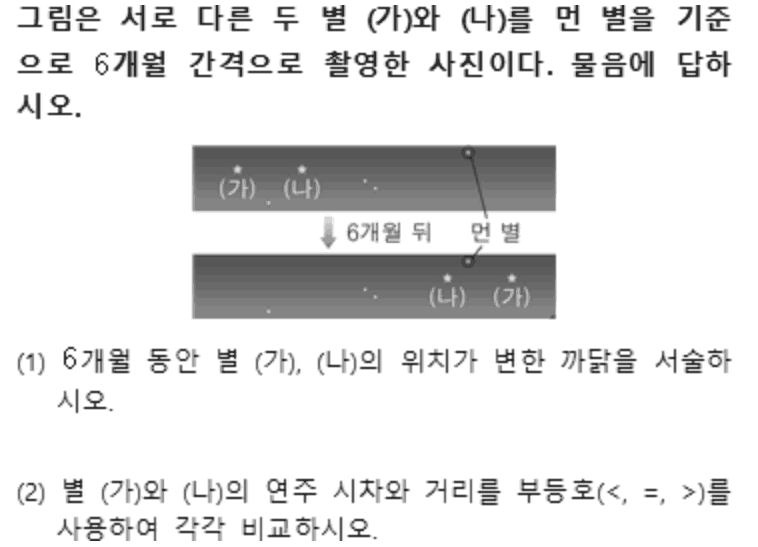 그림은 서로 다른 두 별 (가)와 (나)를 먼 별을 기준
으로 6개월 간격으로 촬영한 사진이다. 물음에 답하
시오.
(가) (나)
6개월 뒤 먼 별
(나) (가)
(1) 6개월 동안 별 (가), (나)의 위치가 변한 까닭을 서술하
시오.
(2) 별 (가)와 (나)의 연주 시차와 거리를 부등호(<, =, >)를
사용하여 각각 비교하시오.